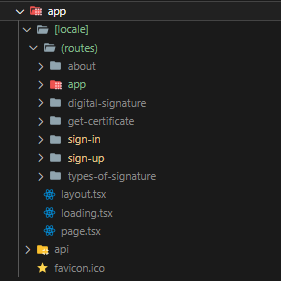 app
[locale]
(routes)
about
app
digital-signature
get-certificate
sign-in
sign-up
types-of-signature
layout.tsx
loading.tsx
page.tsx
api
favicon.ico